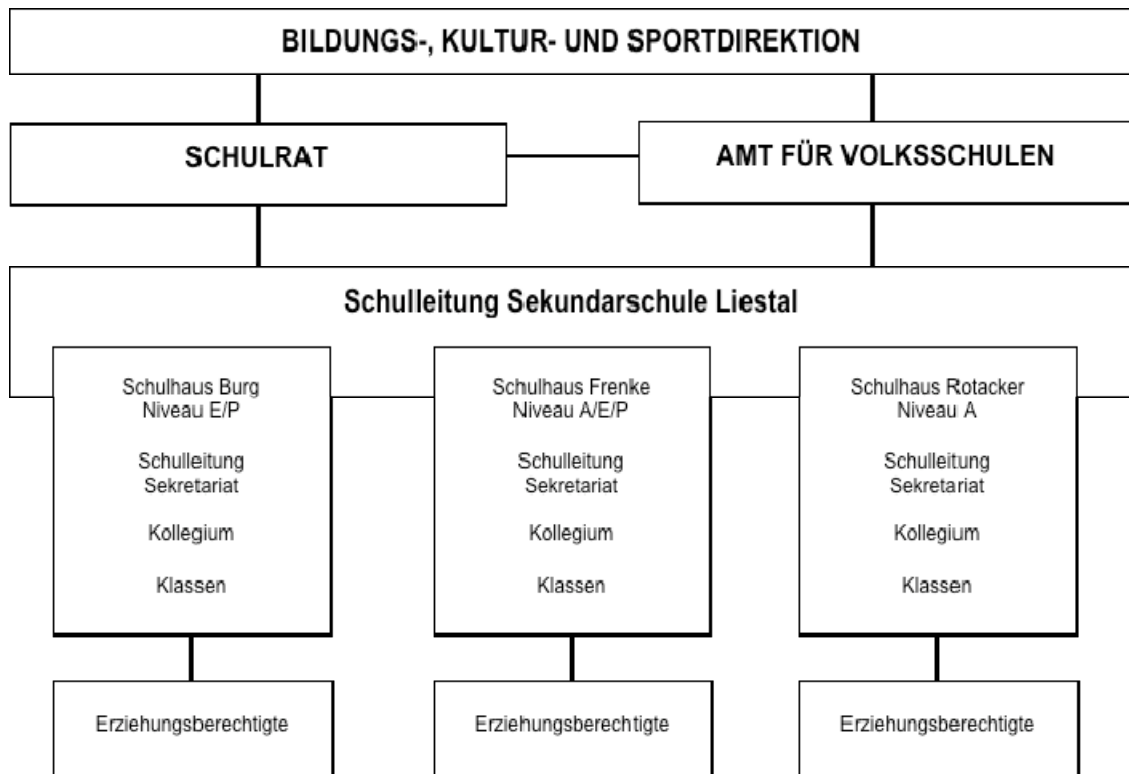 BILDUNGS-, KULTUR- UND SPORTDIREKTION
SCHULRAT
AMT FÜR VOLKSSCHULEN
Schulleitung Sekundarschule Liestal
Schulhaus Burg
Niveau E/P
Schulleitung
Sekretariat
Kollegium
Klassen
Schulhaus Frenke
Niveau A/E/P
Schulleitung
Sekretariat
Kollegium
Klassen
Schulhaus Rotacker
Niveau A
Schulleitung
Sekretariat
Kollegium
Klassen
Erziehungsberechtigte
Erziehungsberechtigte
Erziehungsberechtigte